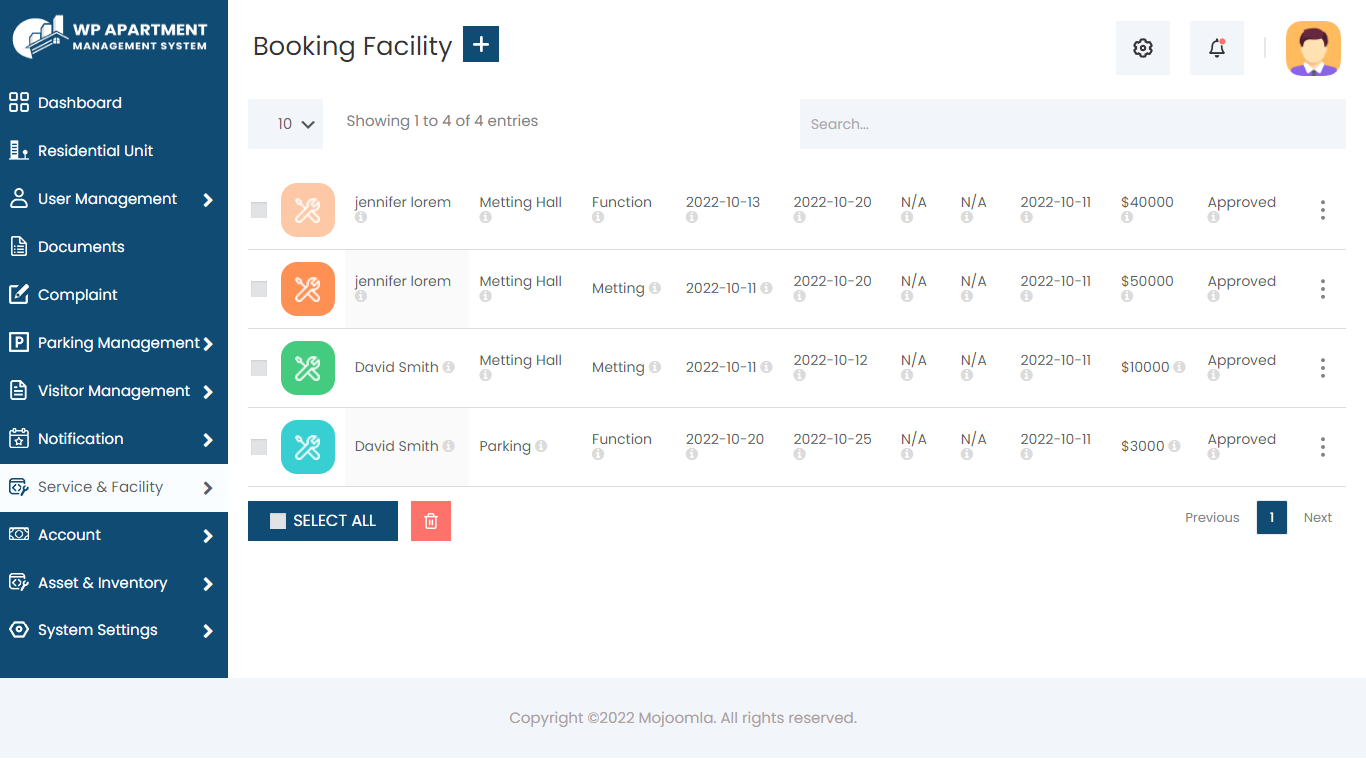 WP APARTMENT
MANAGEMENT SYSTEM
Dashboard
Residential Unit
User Management
Documents
Complaint
Parking Management
Visitor Management
Notification
Service & Facility
Account
Asset & Inventory
System Settings
Booking Facility +
10 Showing 1 to 4 of 4 entries Search...
jennifer lorem Metting Hall Function 2022-10-13 2022-10-20 N/A N/A 2022-10-11 $40000 Approved
jennifer lorem Metting Hall Metting 2022-10-11 2022-10-20 N/A N/A 2022-10-11 $50000 Approved
David Smith Metting Hall Metting 2022-10-11 2022-10-12 N/A N/A 2022-10-11 $10000 Approved
David Smith Parking Function 2022-10-20 2022-10-25 N/A N/A 2022-10-11 $3000 Approved
SELECT ALL Previous 1 Next
Copyright ©2022 Mojoomla. All rights reserved.